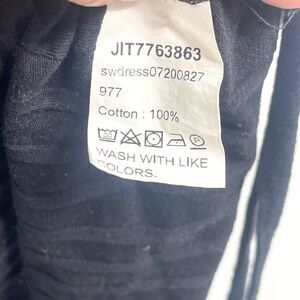 JIT7763863
swdress07200827
977
Cotton : 100%
WASH WITH LIKE
COLORS.